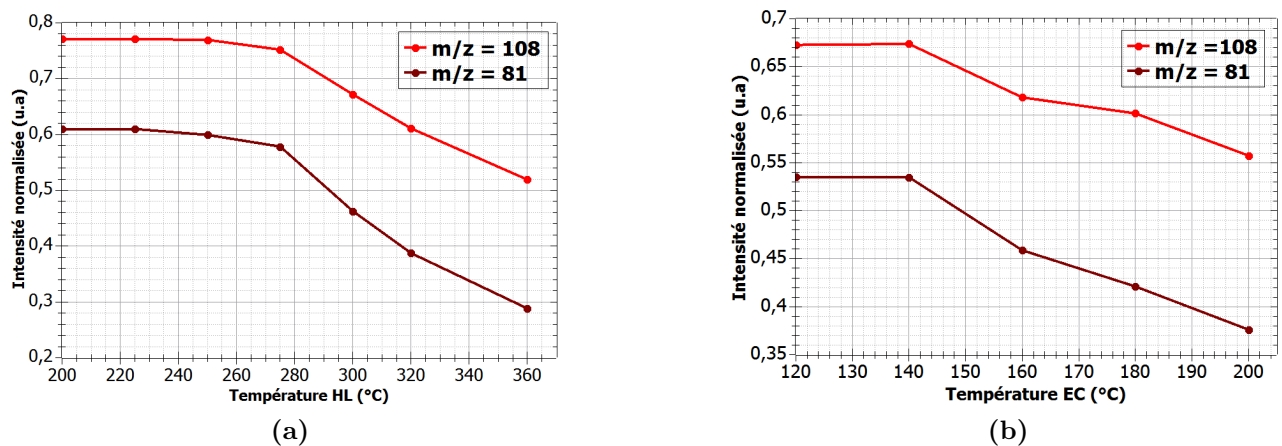 0,8
0,7
0,6
0,5
0,4
0,3
0,2
Intensité normalisée (u.a)
m/z = 108
m/z = 81
200 220 240 260 280 300 320 340 360
Température HL (°C)
(a)
0,7
0,65
0,6
0,55
0,5
0,45
0,4
0,35
Intensité normalisée (u.a)
m/z =108
m/z = 81
120 130 140 150 160 170 180 190 200
Température EC (°C)
(b)